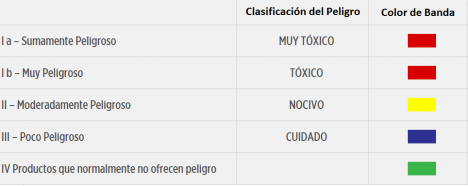 Clasificación del Peligro Color de Banda
I a – Sumamente Peligroso MUY TÓXICO
I b – Muy Peligroso TÓXICO
II – Moderadamente Peligroso NOCIVO
III – Poco Peligroso CUIDADO
IV Productos que normalmente no ofrecen peligro